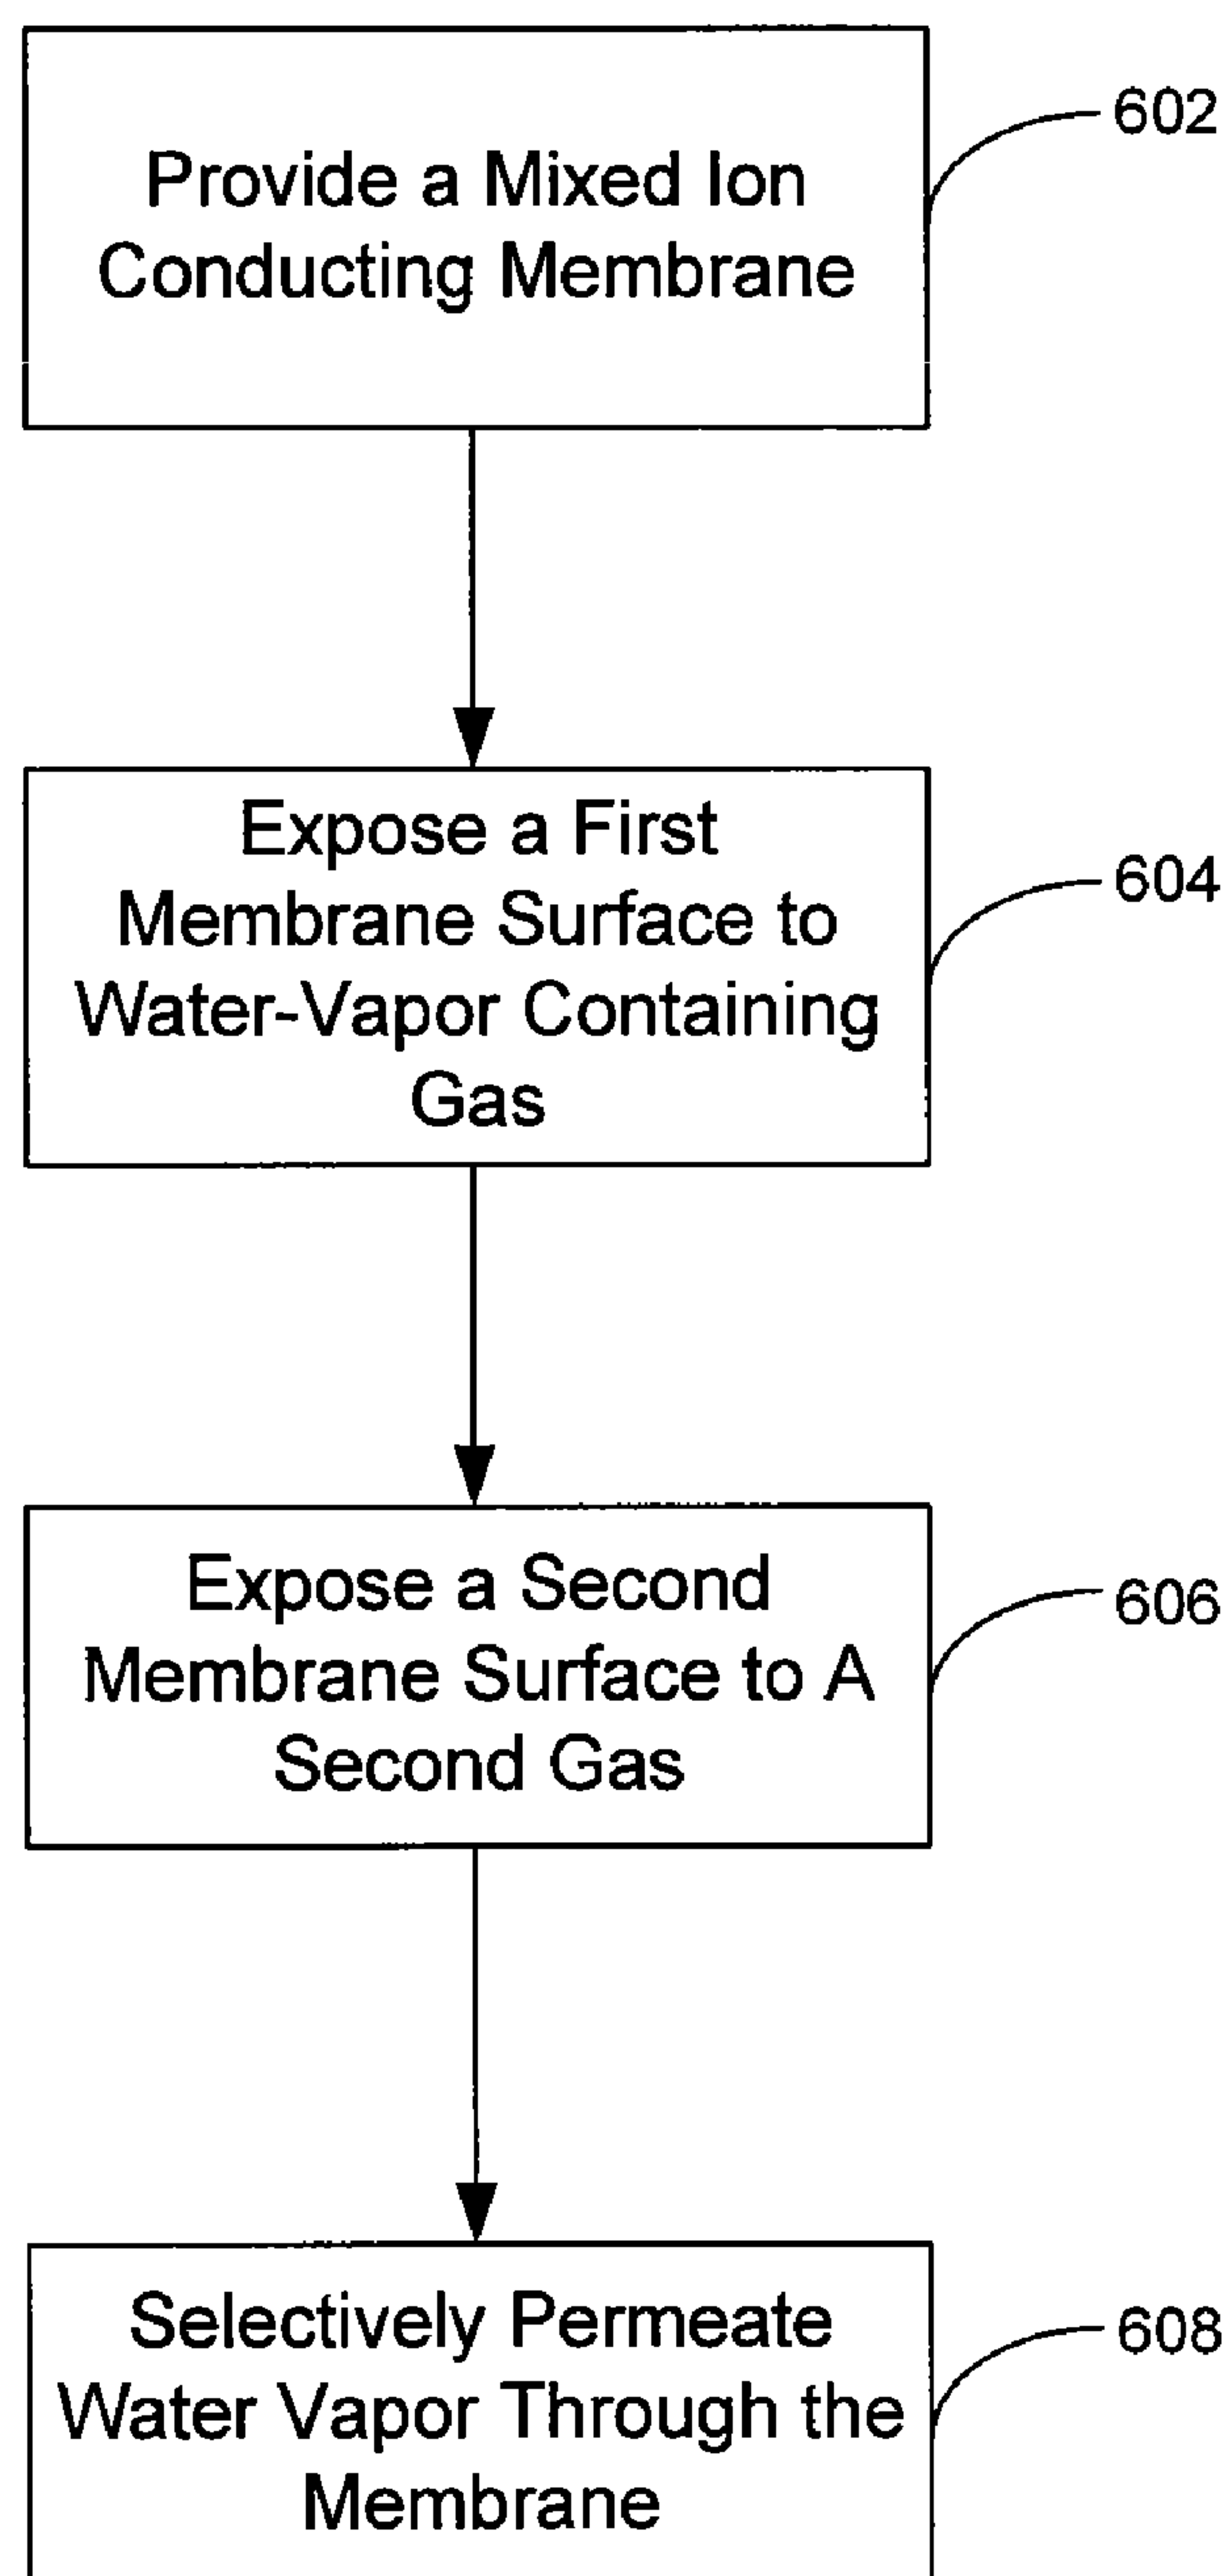 Provide a Mixed Ion
Conducting Membrane
602
Expose a First
Membrane Surface to
Water-Vapor Containing
Gas
604
Expose a Second
Membrane Surface to A
Second Gas
606
Selectively Permeate
Water Vapor Through the
Membrane
608